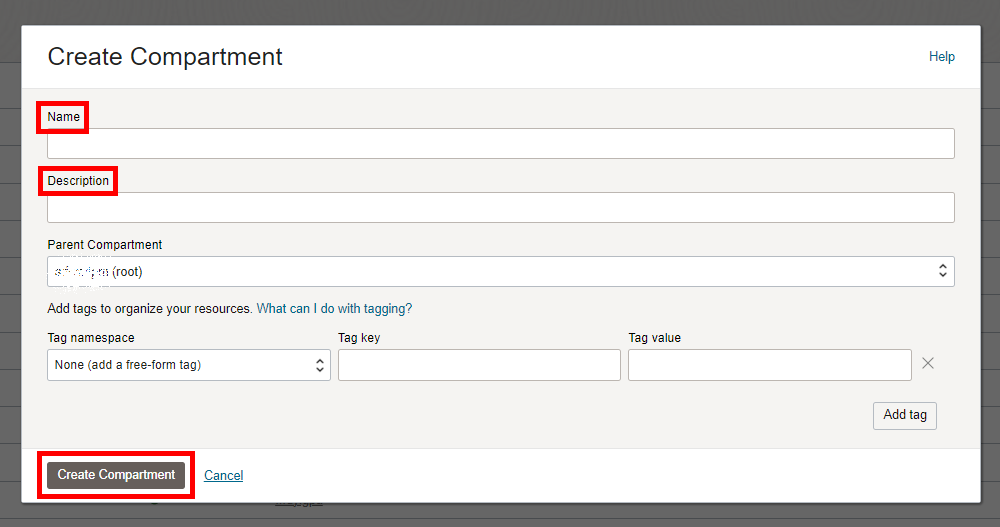 Create Compartment
Help
Name
Description
Parent Compartment
(root)
Add tags to organize your resources. What can I do with tagging?
Tag namespace
Tag key
Tag value
None (add a free-form tag)
Add tag
Create Compartment
Cancel